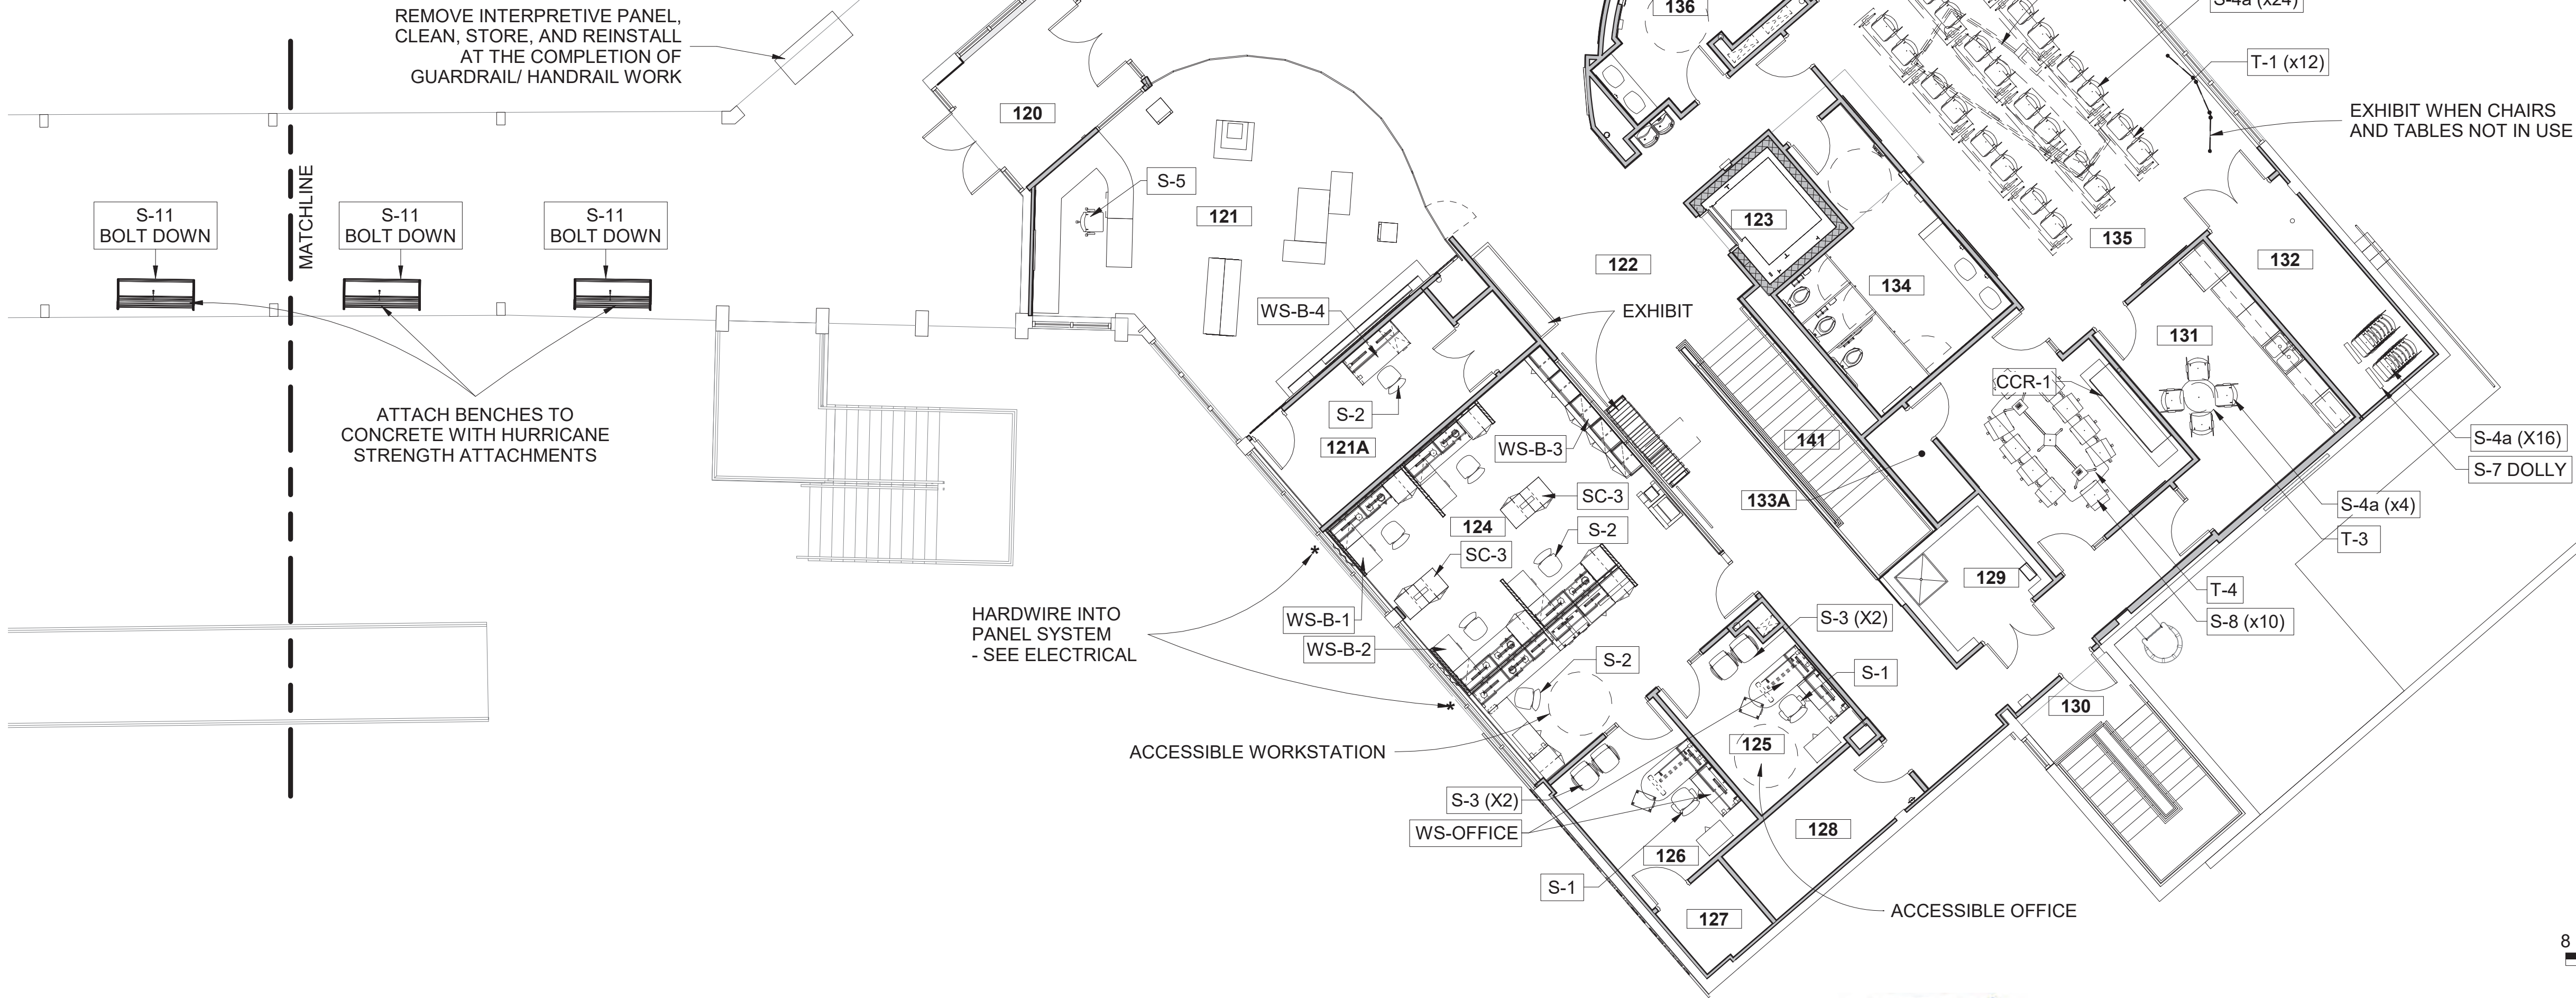 REMOVE INTERPRETIVE PANEL,
CLEAN, STORE, AND REINSTALL
AT THE COMPLETION OF
GUARDRAIL/ HANDRAIL WORK
MATCHLINE
S-11
BOLT DOWN
S-11
BOLT DOWN
S-11
BOLT DOWN
ATTACH BENCHES TO
CONCRETE WITH HURRICANE
STRENGTH ATTACHMENTS
120
S-5
121
136
S-4a (x24)
T-1 (x12)
EXHIBIT WHEN CHAIRS
AND TABLES NOT IN USE
123
122
135
132
134
WS-B-4
EXHIBIT
131
S-2
CCR-1
121A
WS-B-3
141
S-4a (X16)
S-7 DOLLY
SC-3
133A
S-4a (x4)
124
S-2
T-3
SC-3
129
T-4
HARDWIRE INTO
PANEL SYSTEM
- SEE ELECTRICAL
*
*
WS-B-1
WS-B-2
S-3 (X2)
S-8 (x10)
S-2
S-1
130
ACCESSIBLE WORKSTATION
125
S-3 (X2)
WS-OFFICE
128
126
S-1
ACCESSIBLE OFFICE
127
8